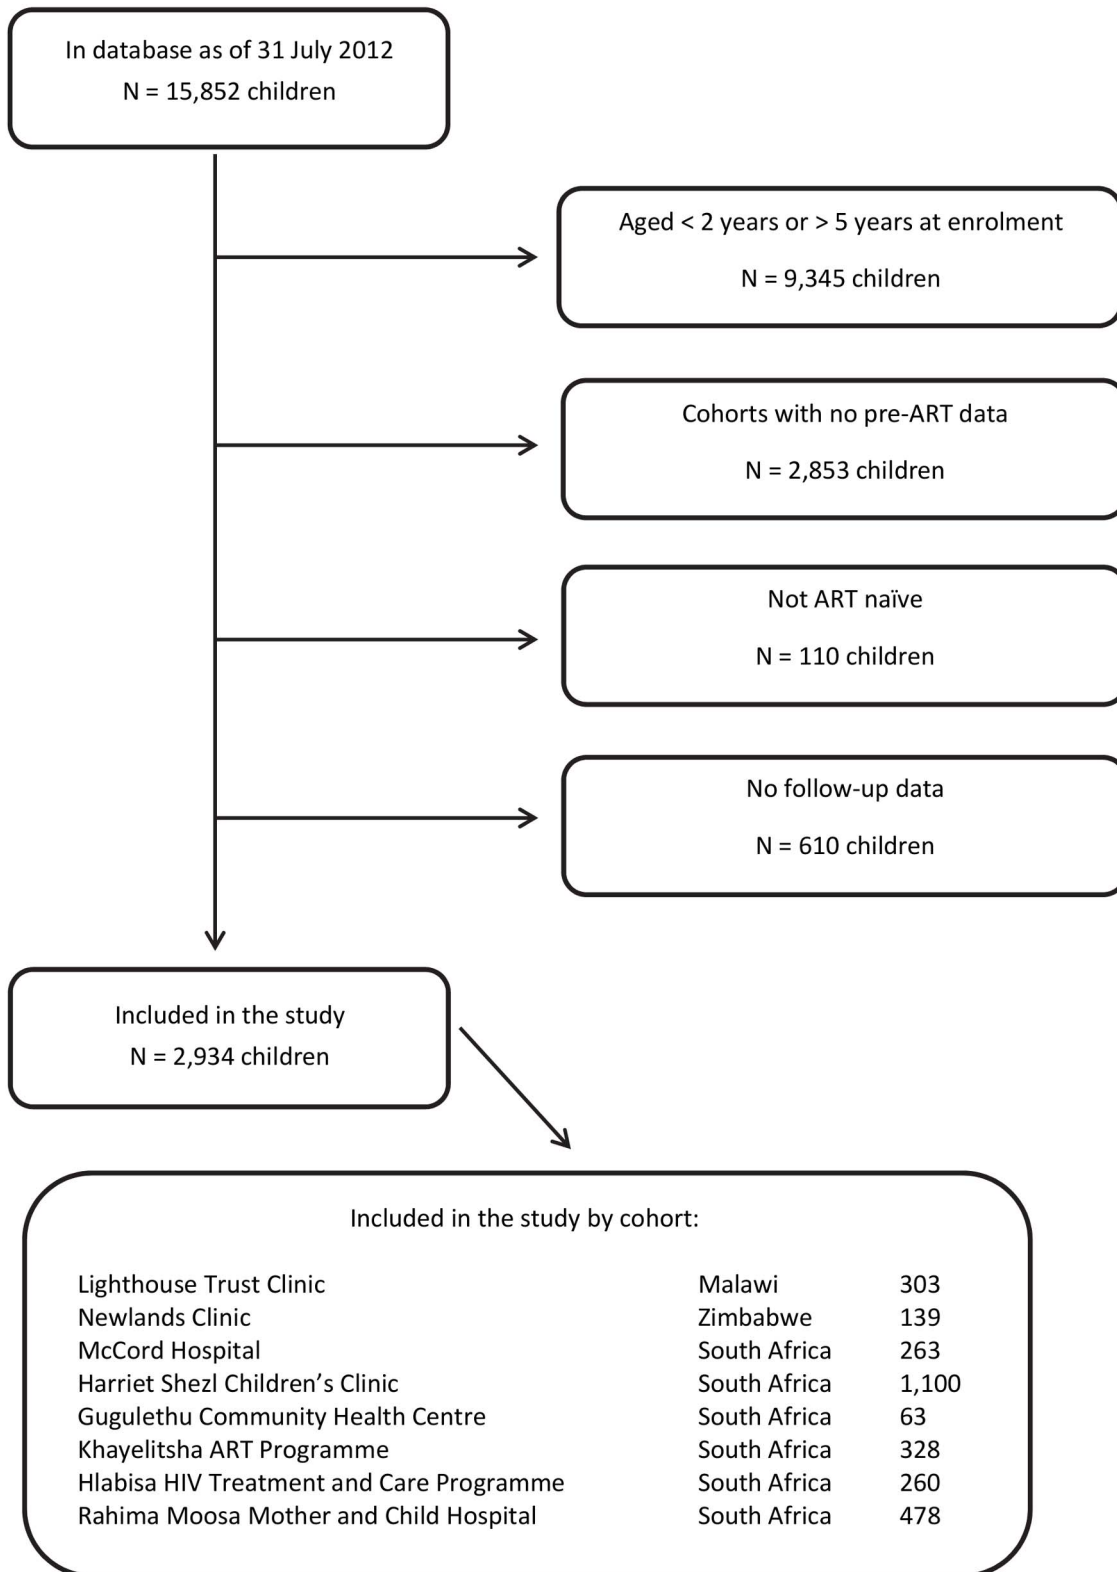 In database as of 31 July 2012
N = 15,852 children
Aged < 2 years or > 5 years at enrolment
N = 9,345 children
Cohorts with no pre-ART data
N = 2,853 children
Not ART naïve
N = 110 children
No follow-up data
N = 610 children
Included in the study
N = 2,934 children
Included in the study by cohort:
Lighthouse Trust Clinic Malawi 303
Newlands Clinic Zimbabwe 139
McCord Hospital South Africa 263
Harriet Shezl Children’s Clinic South Africa 1,100
Gugulethu Community Health Centre South Africa 63
Khayelitsha ART Programme South Africa 328
Hlabisa HIV Treatment and Care Programme South Africa 260
Rahima Moosa Mother and Child Hospital South Africa 478